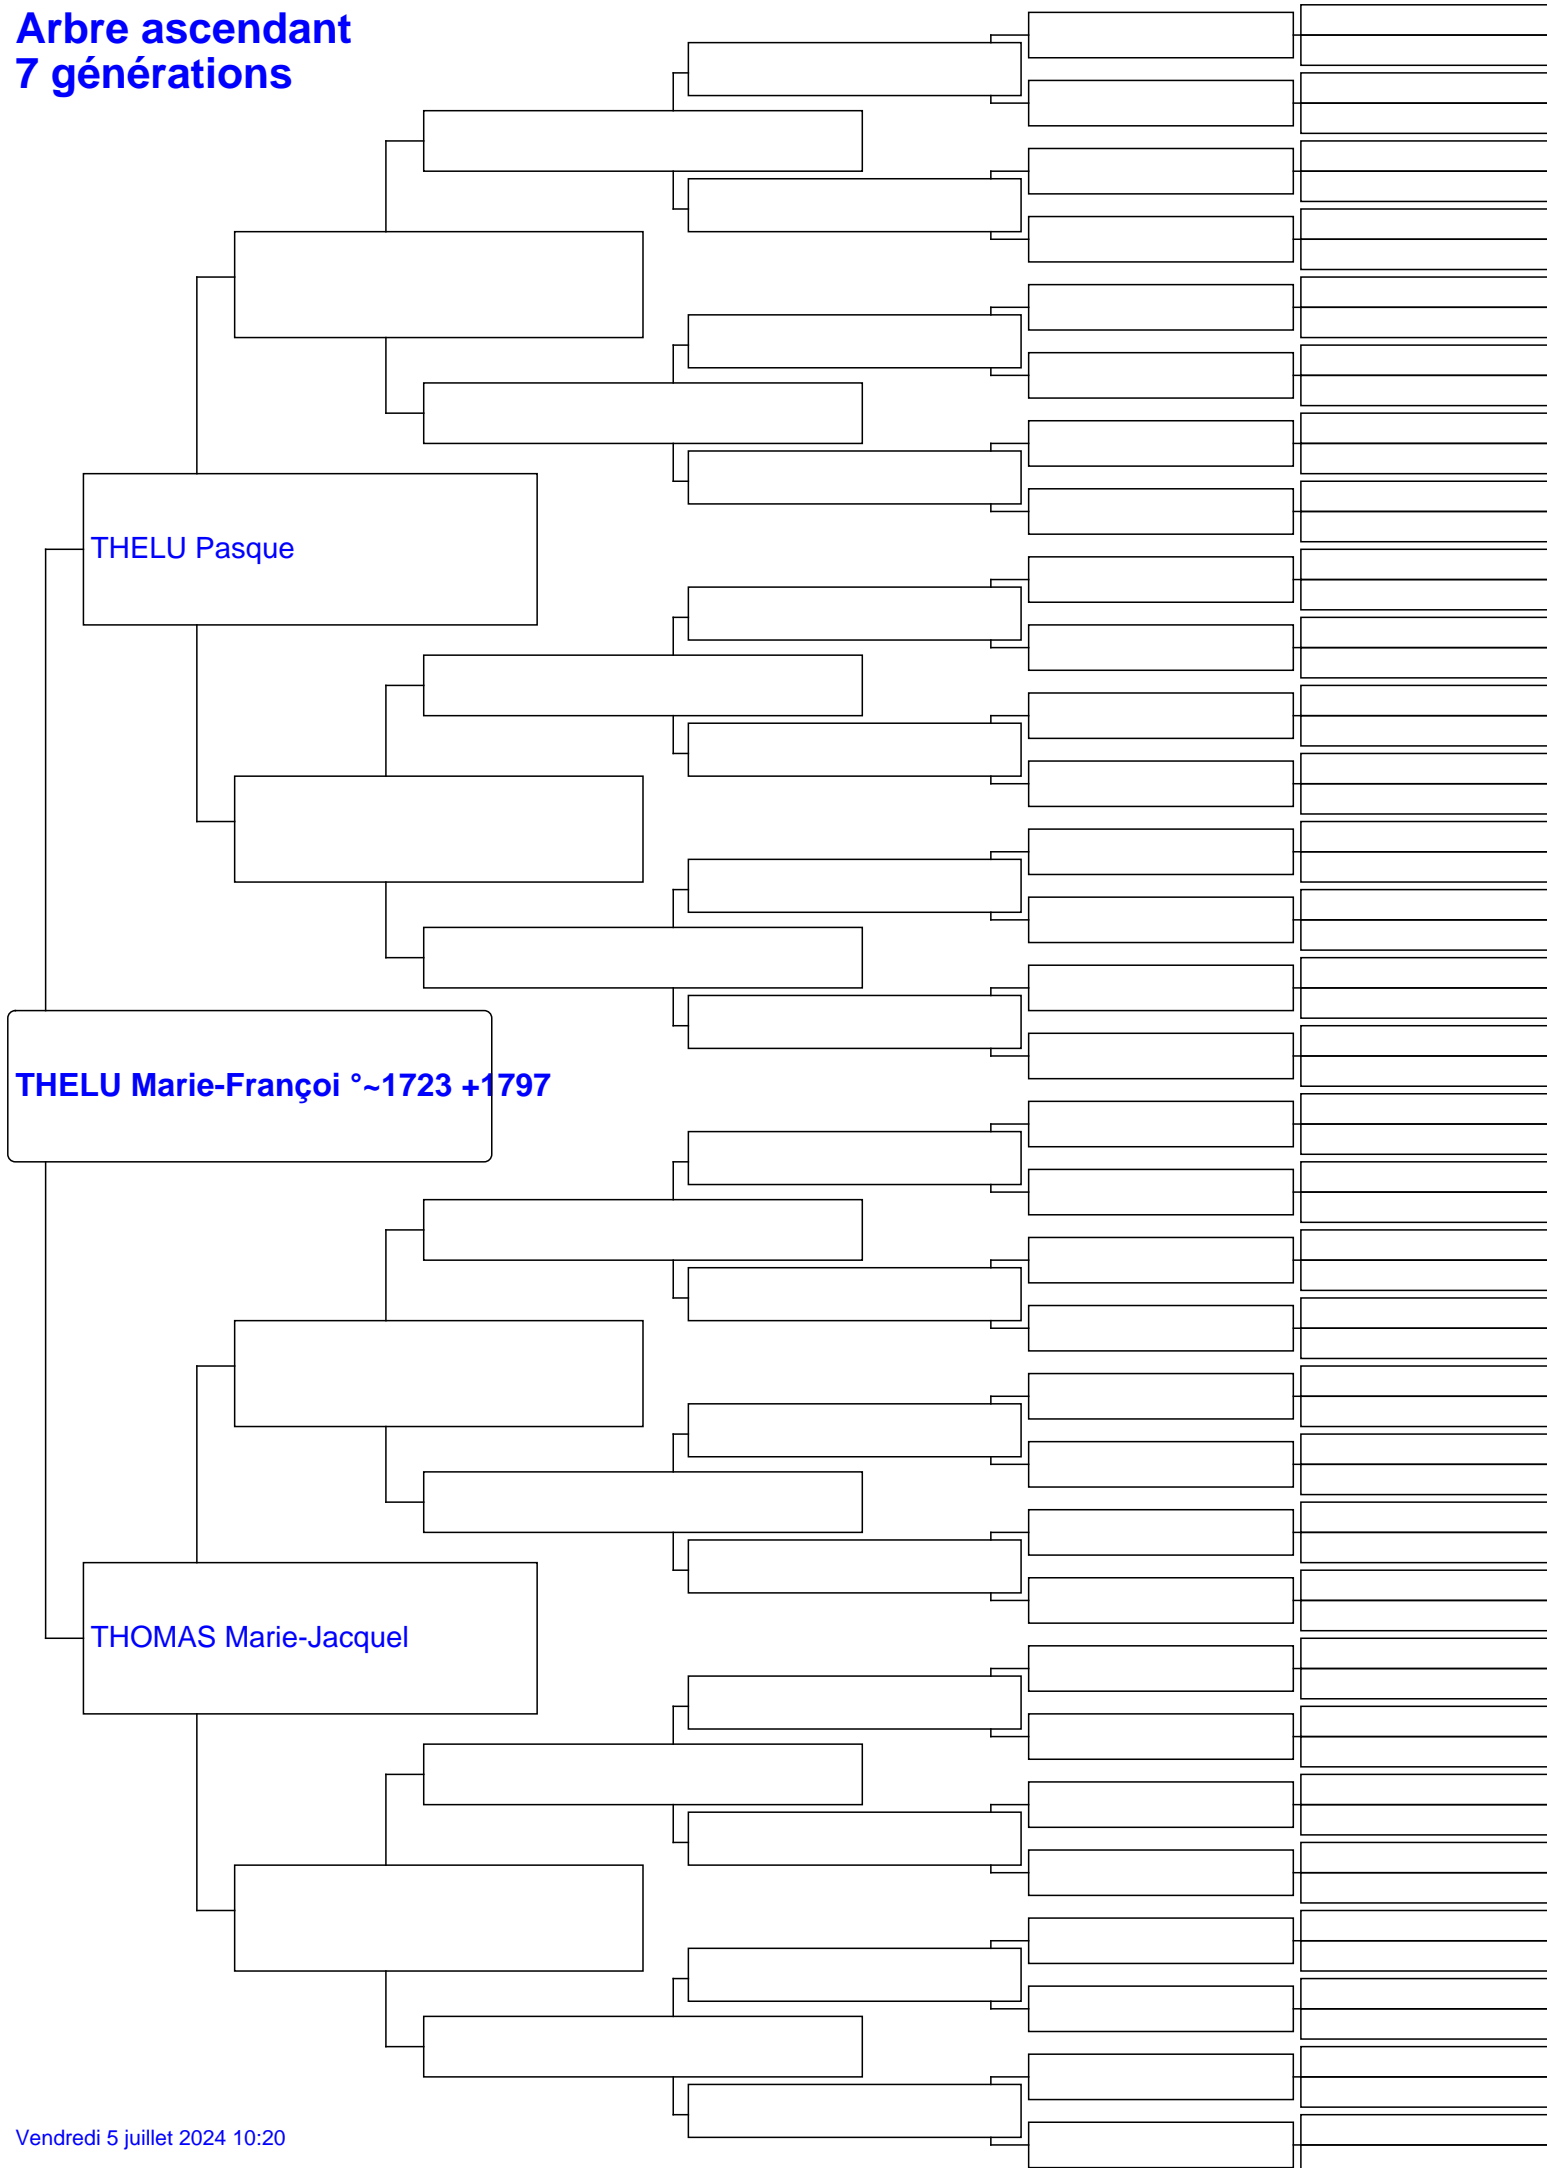 Arbre ascendant
7 générations
THELU Pasque
THELU Marie-Françoi °~1723 +1797
THOMAS Marie-Jacquel
Vendredi 5 juillet 2024 10:20